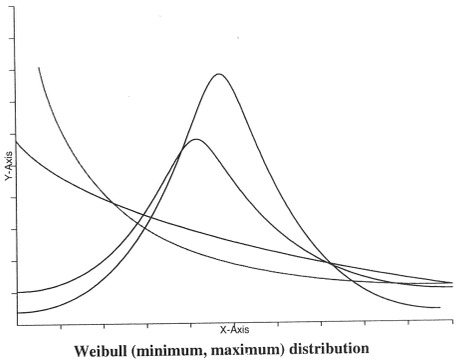 Y-Axis
X-Axis
Weibull (minimum, maximum) distribution